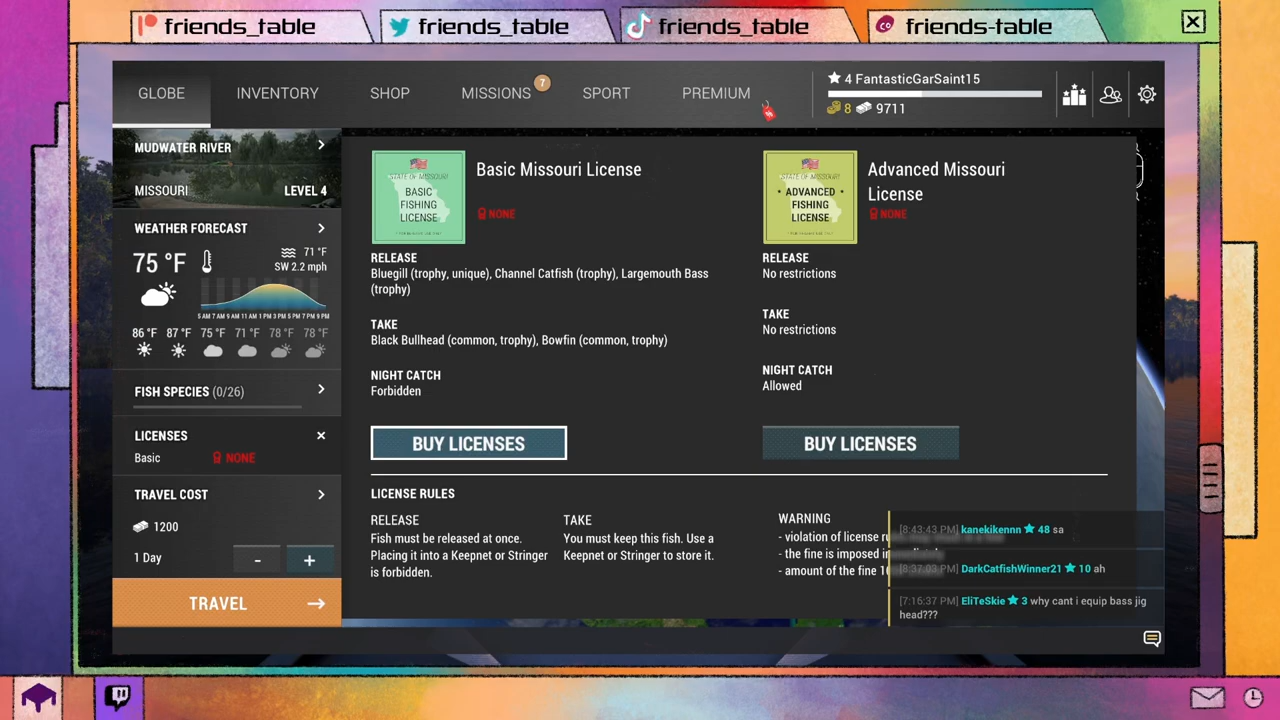 friends_table
friends_table
friends_table
friends-table
GLOBE
INVENTORY
SHOP
MISSIONS
7
SPORT
PREMIUM
4 FantasticGarSaint15
8 9711
MUDWATER RIVER
MISSOURI LEVEL 4
WEATHER FORECAST
75 °F
71 °F
SW 2.2 mph
5 AM 7 AM 9 AM 11 AM 1 PM 3 PM 5 PM 7 PM 9 PM
86 °F 87 °F 75 °F 71 °F 78 °F 78 °F
FISH SPECIES (0/26)
LICENSES
Basic NONE
TRAVEL COST
1200
1 Day - +
TRAVEL
STATE OF MISSOURI
BASIC
FISHING
LICENSE
Basic Missouri License
NONE
RELEASE
Bluegill (trophy, unique), Channel Catfish (trophy), Largemouth Bass
(trophy)
TAKE
Black Bullhead (common, trophy), Bowfin (common, trophy)
NIGHT CATCH
Forbidden
BUY LICENSES
STATE OF MISSOURI
• ADVANCED •
FISHING
LICENSE
Advanced Missouri
License
NONE
RELEASE
No restrictions
TAKE
No restrictions
NIGHT CATCH
Allowed
BUY LICENSES
LICENSE RULES
RELEASE
Fish must be released at once.
Placing it into a Keepnet or Stringer
is forbidden.
TAKE
You must keep this fish. Use a
Keepnet or Stringer to store it.
WARNING
- violation of license
- the fine is imposed
- amount of the fine
[8:43:43 PM] kanekikennn 48 sa
[8:37:03 PM] DarkCatfishWinner21 10 ah
[7:16:37 PM] EliTeSkie 3 why cant i equip bass jig
head???